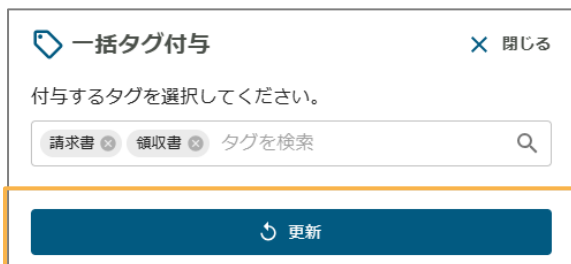 一括タグ付与 閉じる
付与するタグを選択してください。
請求書 領収書 タグを検索
更新